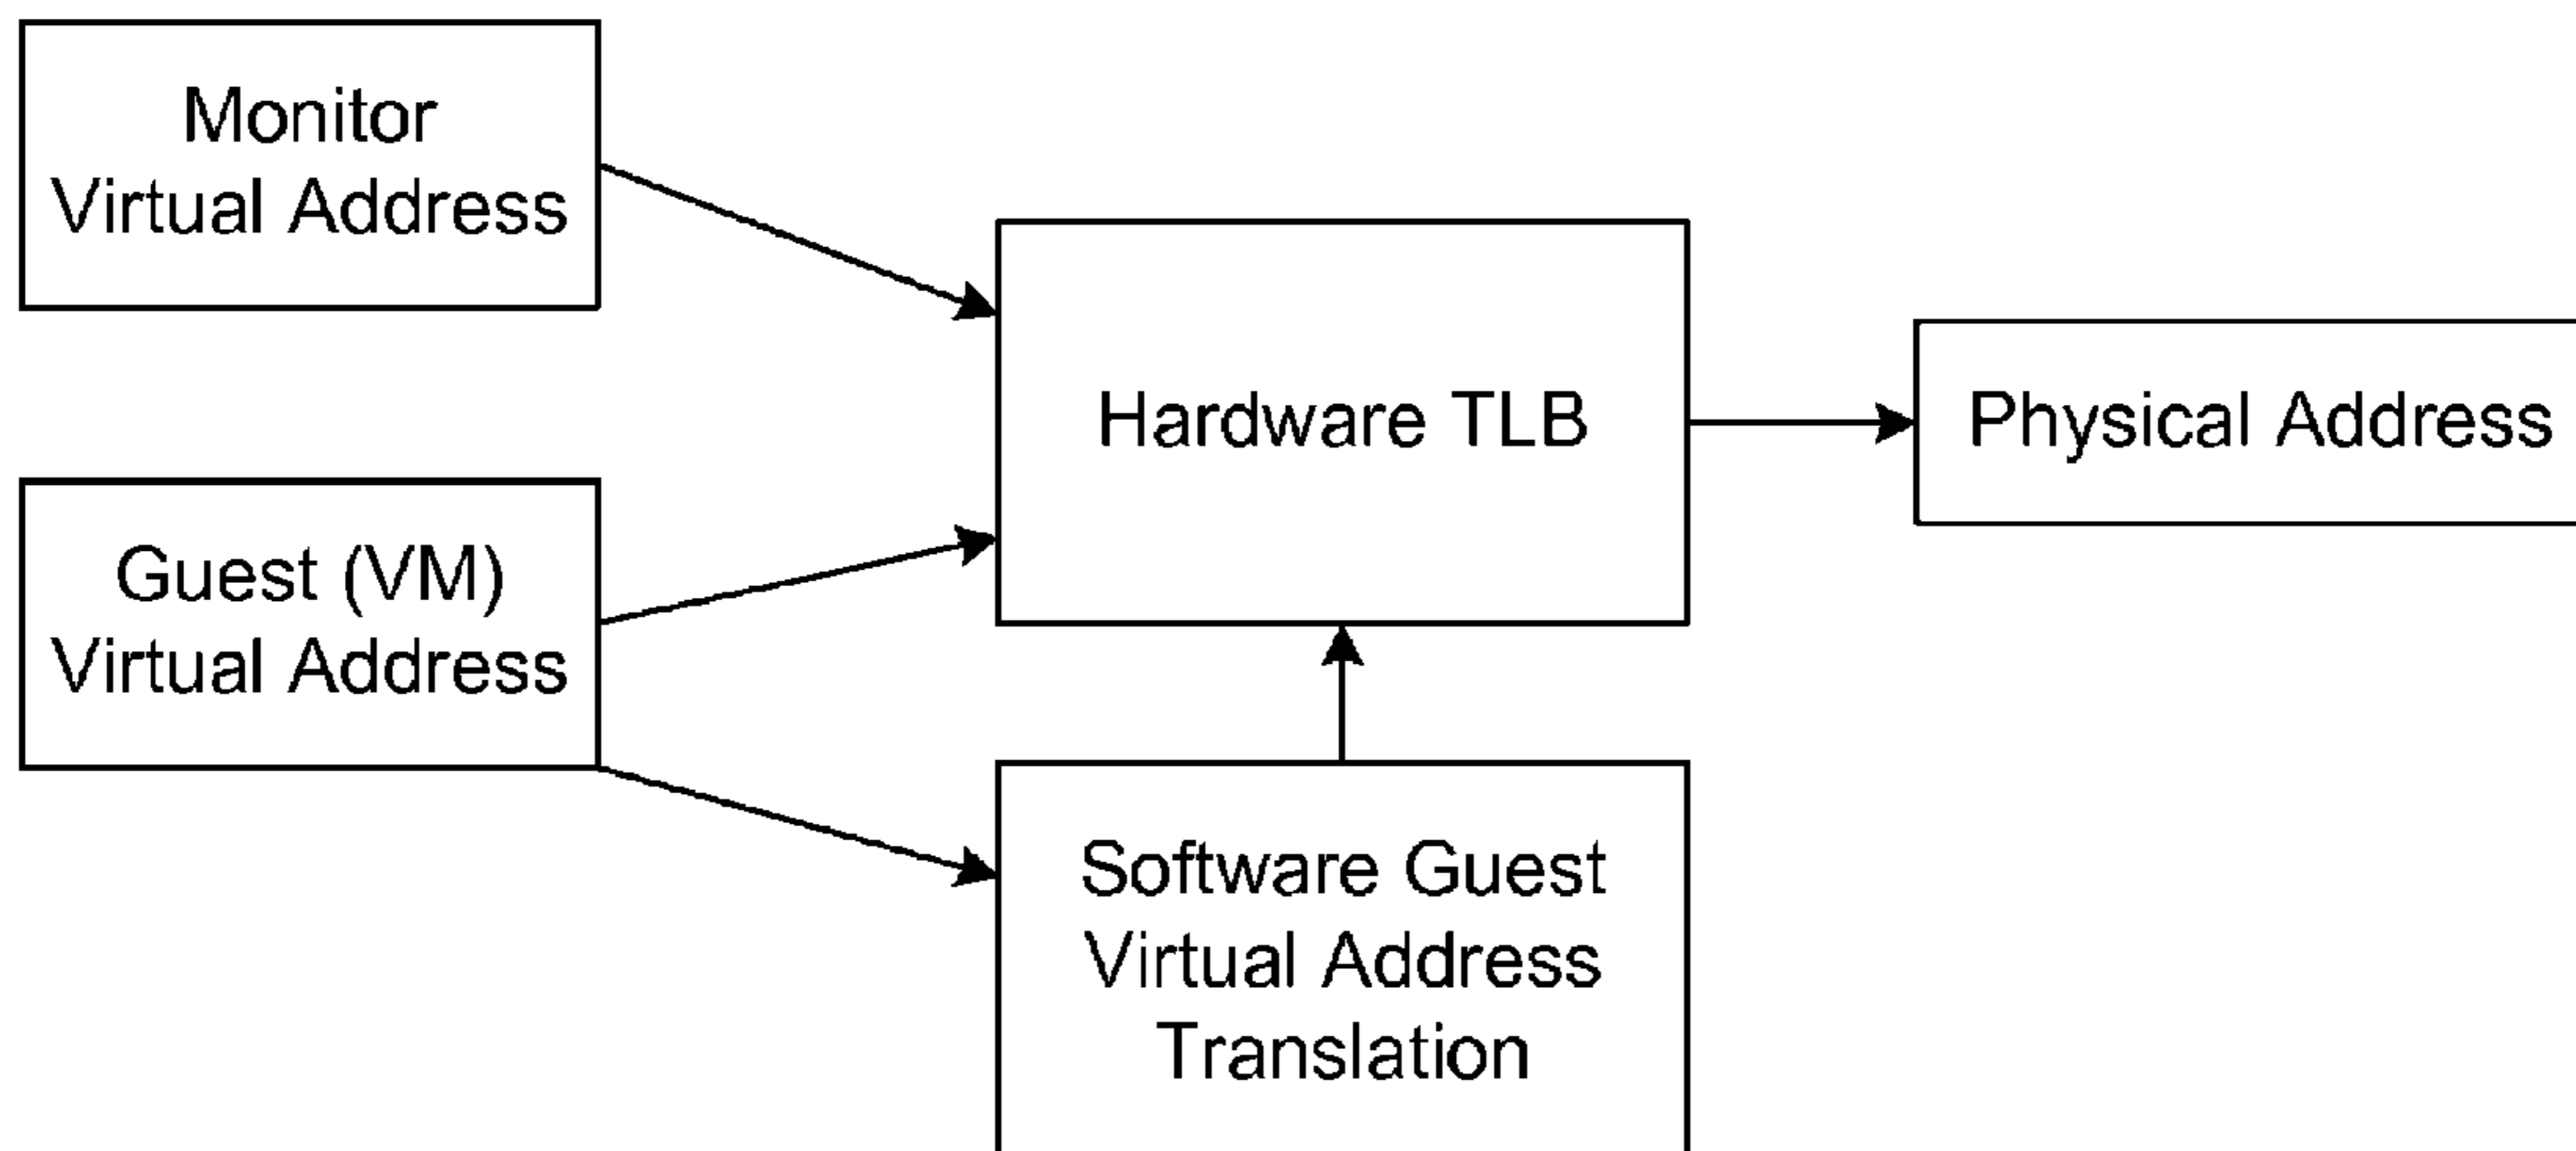 Monitor
Virtual Address
Hardware TLB
Physical Address
Guest (VM)
Virtual Address
Software Guest
Virtual Address
Translation